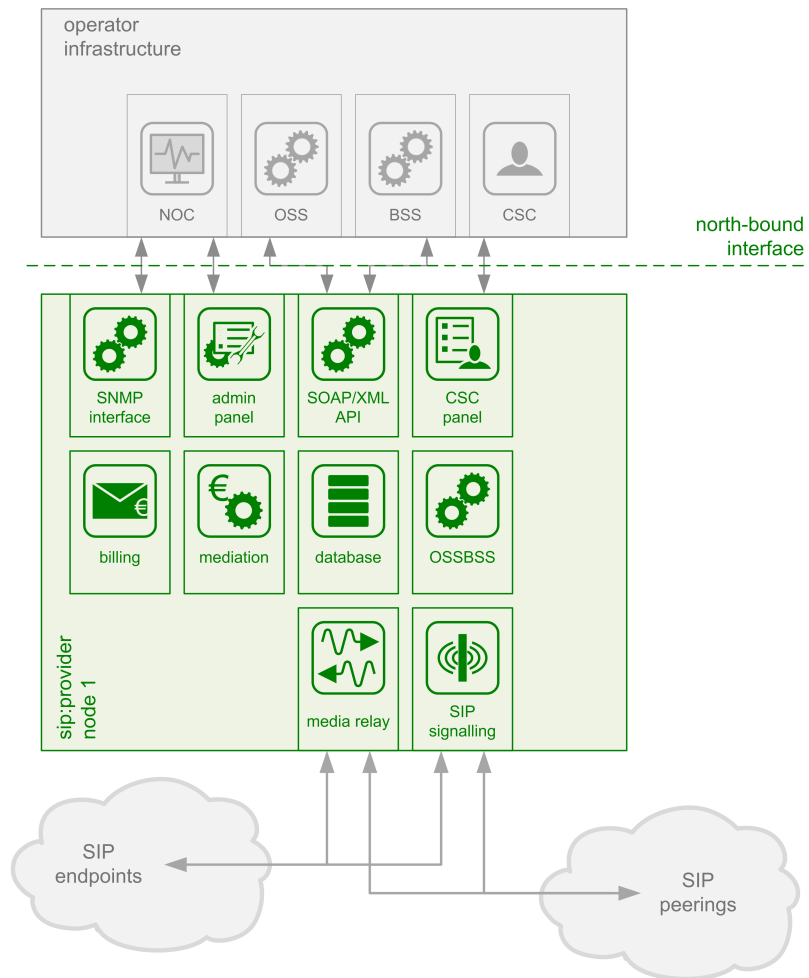 operator
infrastructure
NOC
OSS
BSS
CSC
north-bound
interface
SNMP
interface
admin
panel
SOAP/XML
API
CSC
panel
€
€
billing
mediation
database
OSSBSS
sip:provider
node 1
media relay
SIP
signalling
SIP
endpoints
SIP
peerings